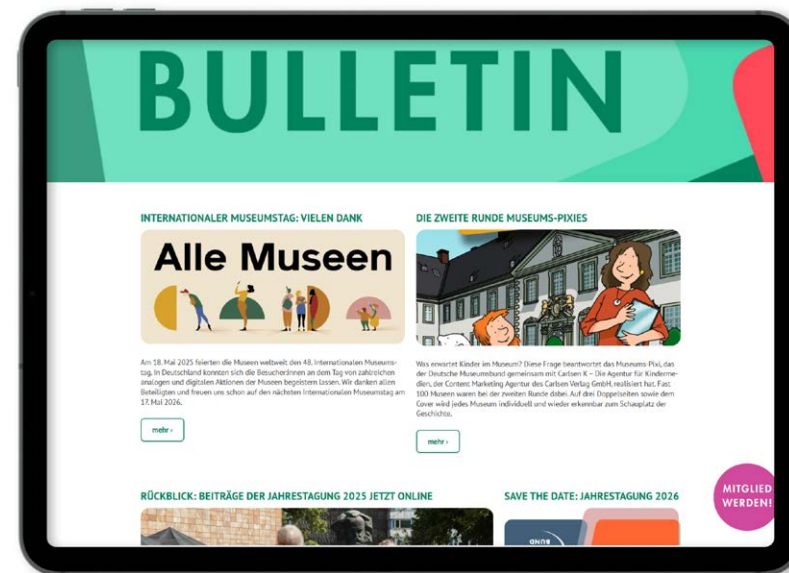 BULLETIN
INTERNATIONALER MUSEUMSTAG: VIELEN DANK
Alle Museen
Am 18. Mai 2025 feierten die Museen weltweit den 48. Internationalen Museums-
tag. In Deutschland konnten sich die Besucher:innen an dem Tag von zahlreichen
analogen und digitalen Aktionen der Museen begeistern lassen. Wir danken allen
Beteiligten und freuen uns schon auf den nächsten Internationalen Museumstag am
17. Mai 2026.
mehr ›
DIE ZWEITE RUNDE MUSEUMS-PIXIES
Was erwartet Kinder im Museum? Diese Frage beantwortet das Museums-Pixi, das
der Deutsche Museumsbund gemeinsam mit Carlsen K – Die Agentur für Kinderme-
dien, der Content Marketing Agentur des Carlsen Verlag GmbH, realisiert hat. Fast
100 Museen waren bei der zweiten Runde dabei. Auf drei Doppelseiten sowie dem
Cover wird jedes Museum individuell und wieder erkennbar zum Schauplatz der
Geschichte.
mehr ›
RÜCKBLICK: BEITRÄGE DER JAHRESTAGUNG 2025 JETZT ONLINE
SAVE THE DATE: JAHRESTAGUNG 2026
BUND
MITGLIED
WERDEN!